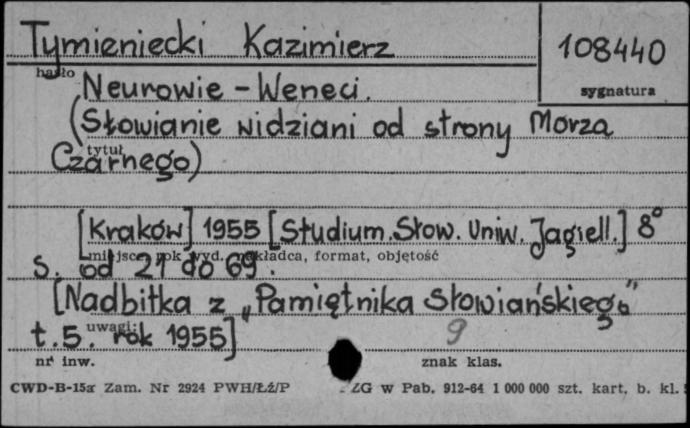 Tymieniecki Kazimierz
108440
hasło
sygnatura
Neurowie - Weneci.
(Słowianie widziani od strony Morza
tytuł
Czarnego)
[Kraków] 1955 [Studium Słow. Uniw. Jagiell.] 8°
miejsce, rok wyd., nakładca, format, objętość
s. od 21 do 69.
[Nadbitka z „Pamiętnika Słowiańskiego"
uwagi:
t. 5. rok 1955]
9
nr inw.
znak klas.
CWD-B-15a Zam. Nr 2924 PWH/Łź/P
ZG w Pab. 912-64 1 000 000 szt. kart. b. kl.